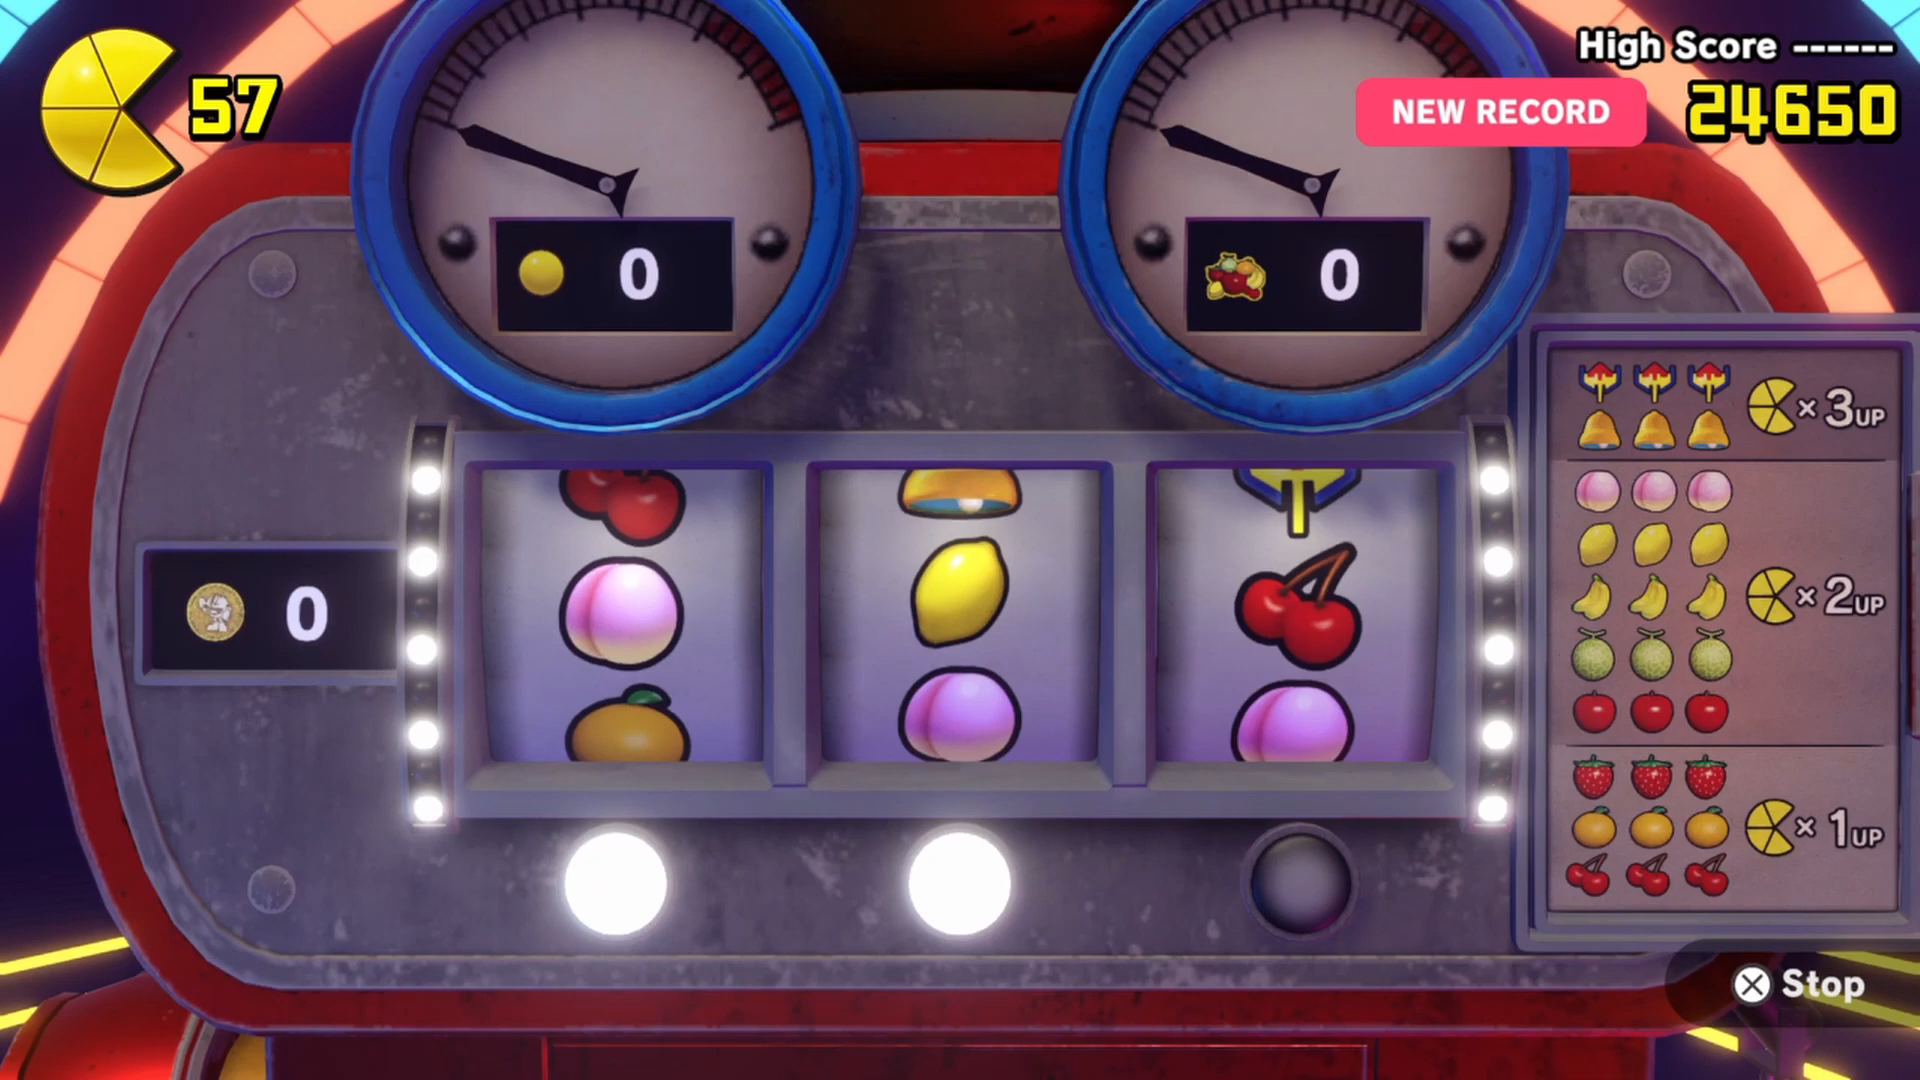 High Score ------
57
NEW RECORD
24650
0
0
0
× 3UP
× 2UP
× 1UP
Stop